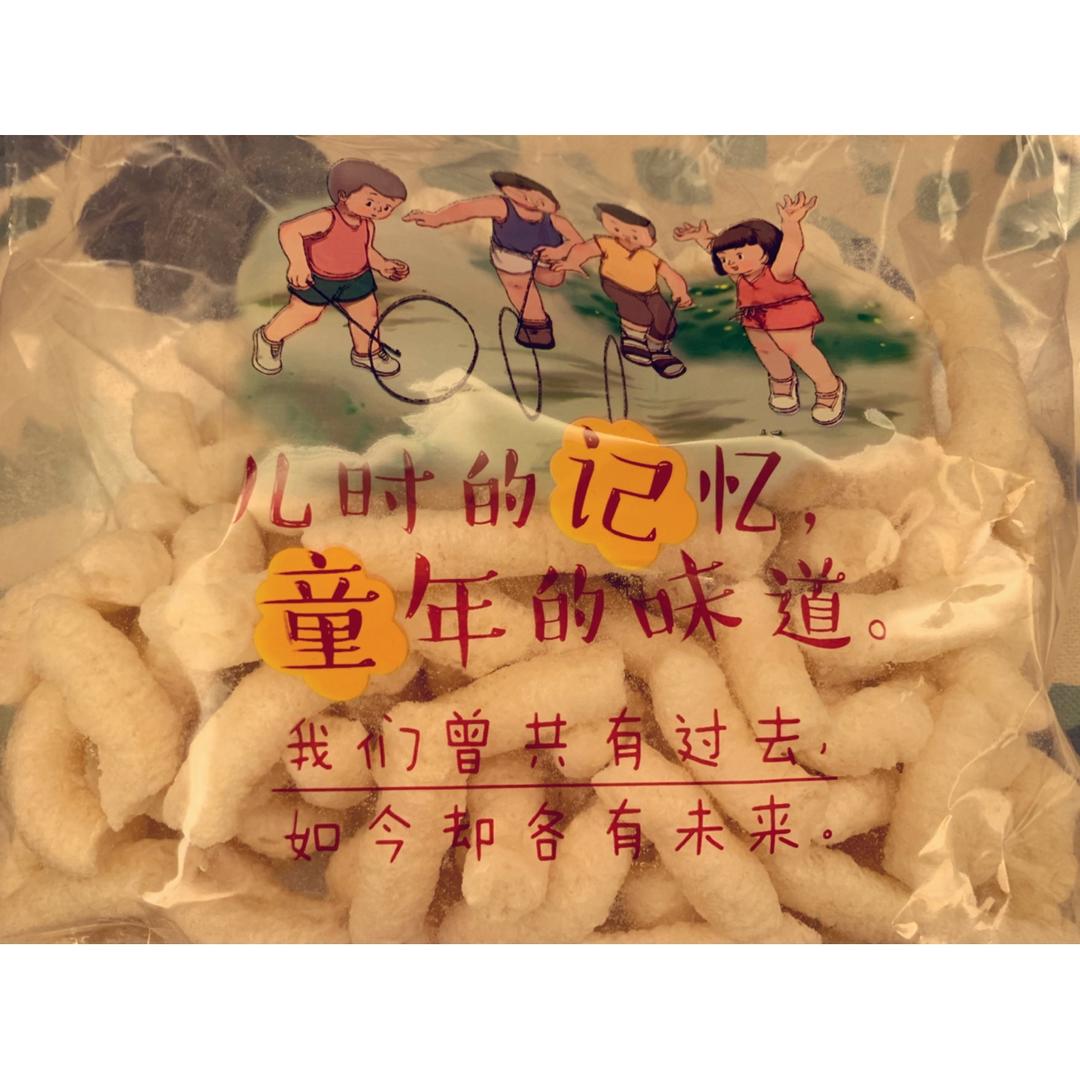 儿时的记忆，
童年的味道。
我们曾共有过去，
如今却各有未来。